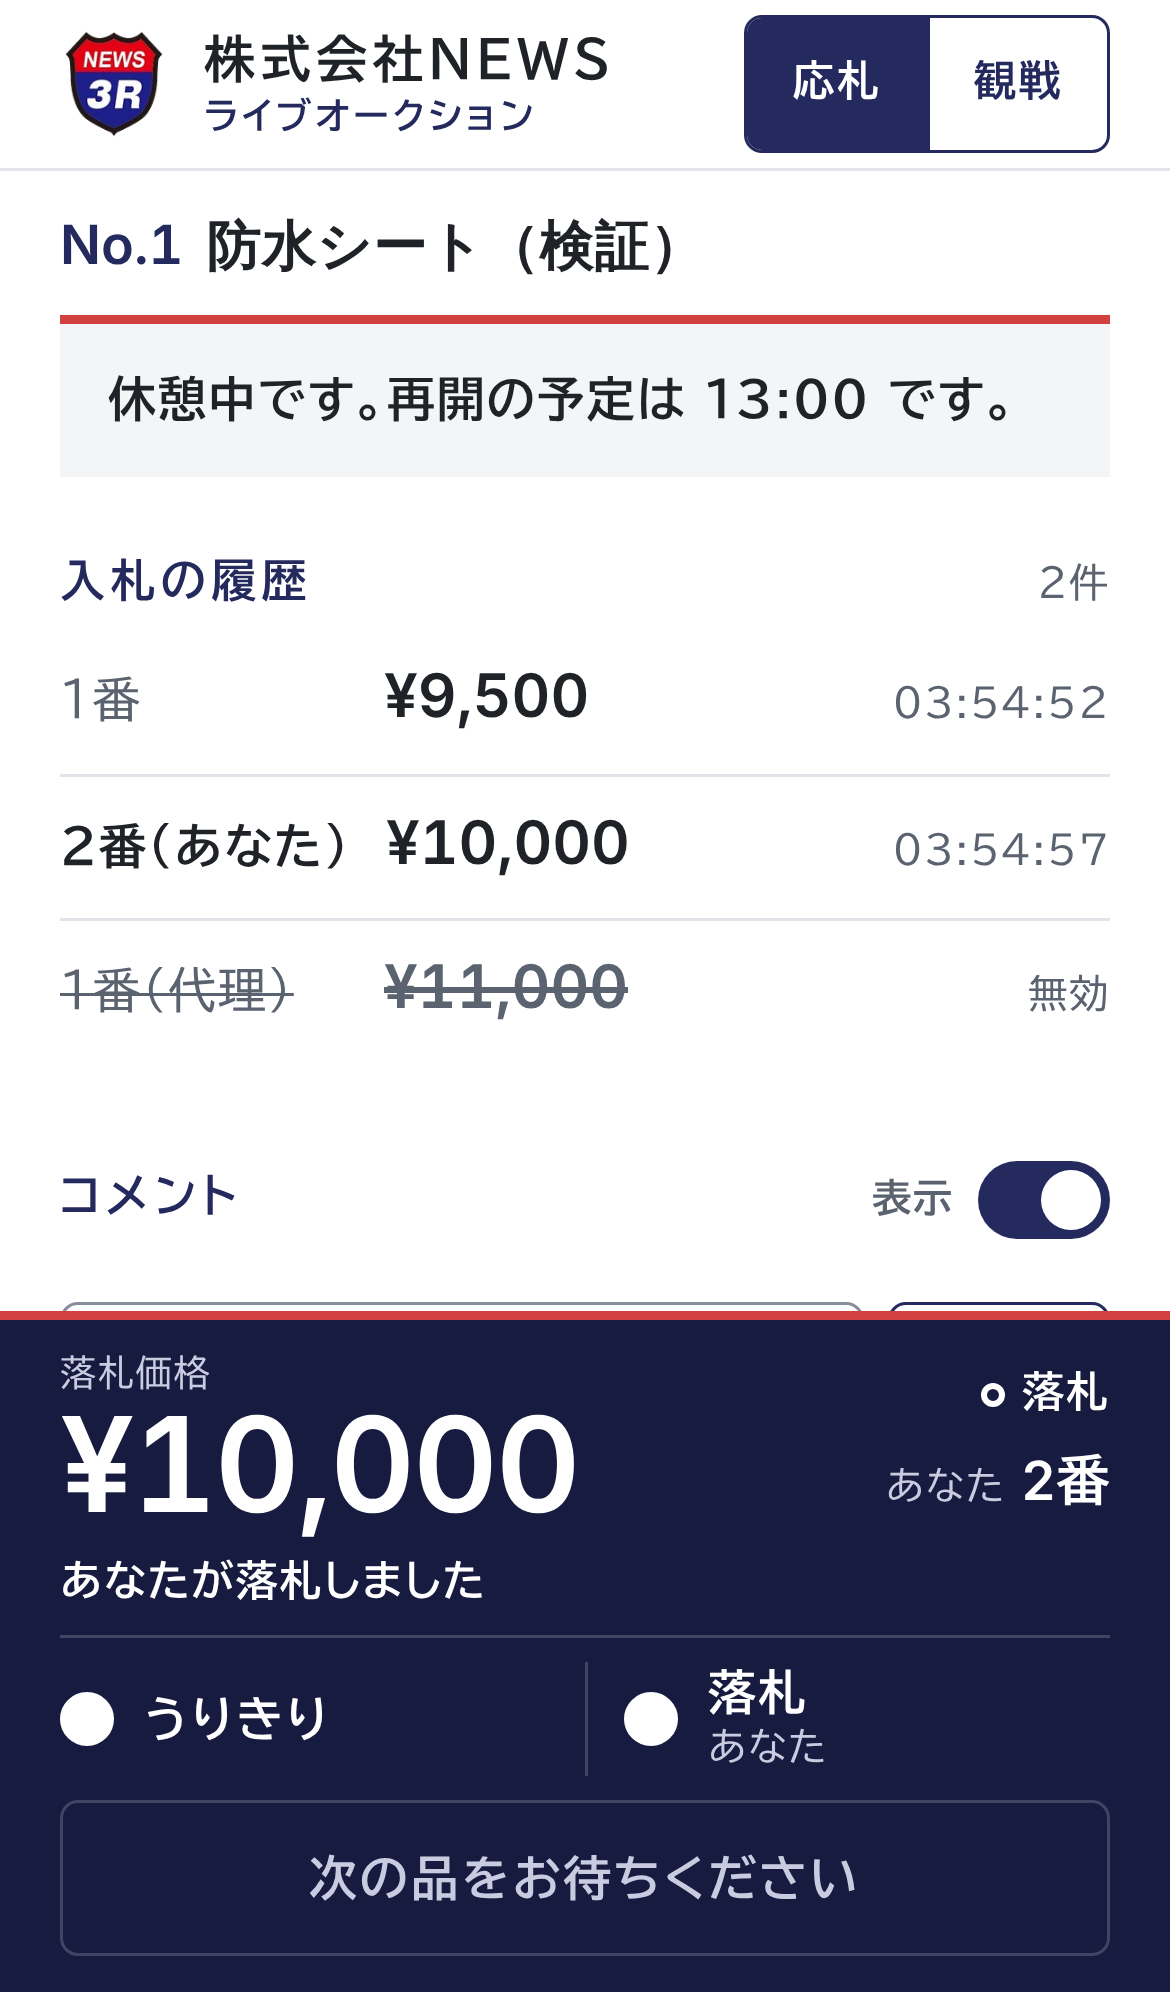 NEWS
3R
株式会社NEWS
ライブオークション
応札
観戦
No.1 防水シート（検証）
休憩中です。再開の予定は 13:00 です。
入札の履歴
2件
1番 ¥9,500 03:54:52
2番（あなた） ¥10,000 03:54:57
1番（代理） ¥11,000 無効
コメント
表示
落札価格
落札
¥10,000
あなた 2番
あなたが落札しました
うりきり
落札
あなた
次の品をお待ちください